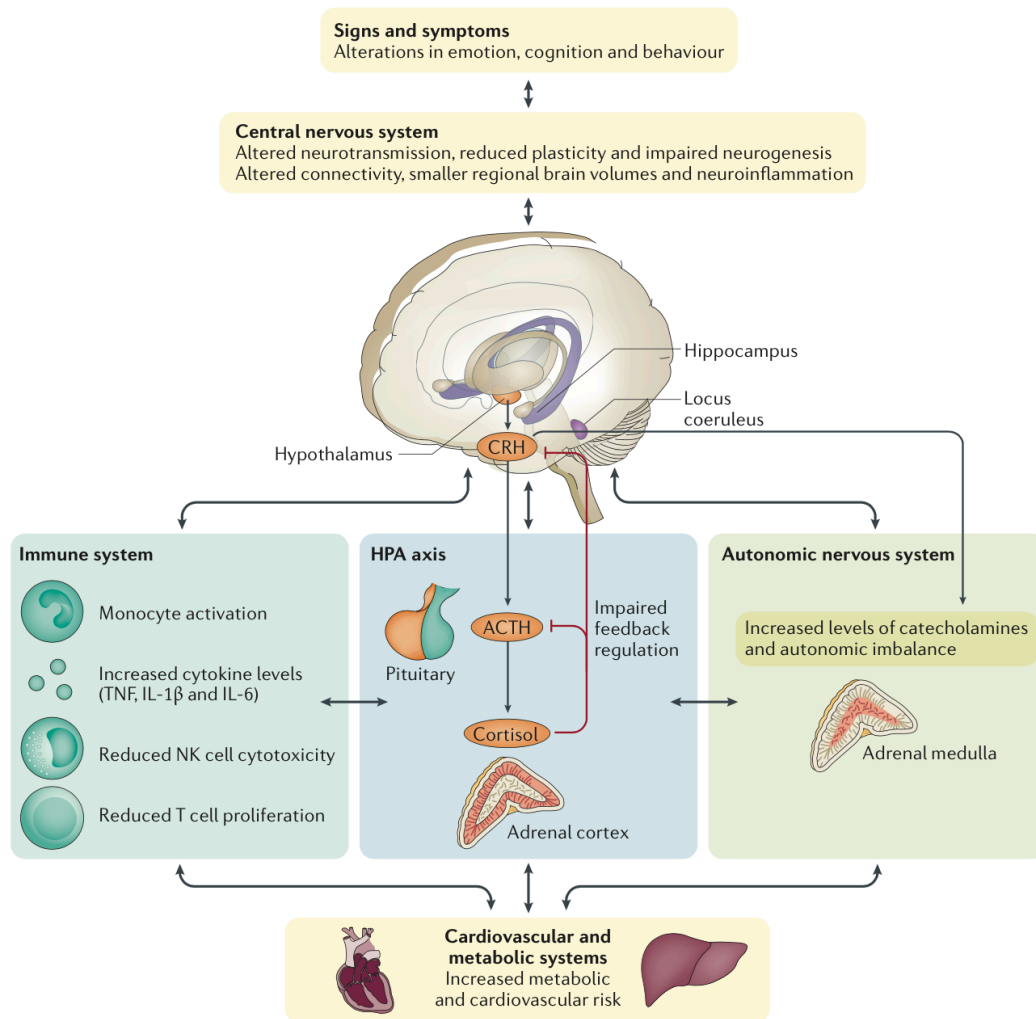 Signs and symptoms
Alterations in emotion, cognition and behaviour
Central nervous system
Altered neurotransmission, reduced plasticity and impaired neurogenesis
Altered connectivity, smaller regional brain volumes and neuroinflammation
Hippocampus
Locus
coeruleus
Hypothalamus
CRH
Immune system
Monocyte activation
Increased cytokine levels
(TNF, IL-1β and IL-6)
Reduced NK cell cytotoxicity
Reduced T cell proliferation
HPA axis
Pituitary
ACTH
Impaired
feedback
regulation
Cortisol
Adrenal cortex
Autonomic nervous system
Increased levels of catecholamines
and autonomic imbalance
Adrenal medulla
Cardiovascular and
metabolic systems
Increased metabolic
and cardiovascular risk